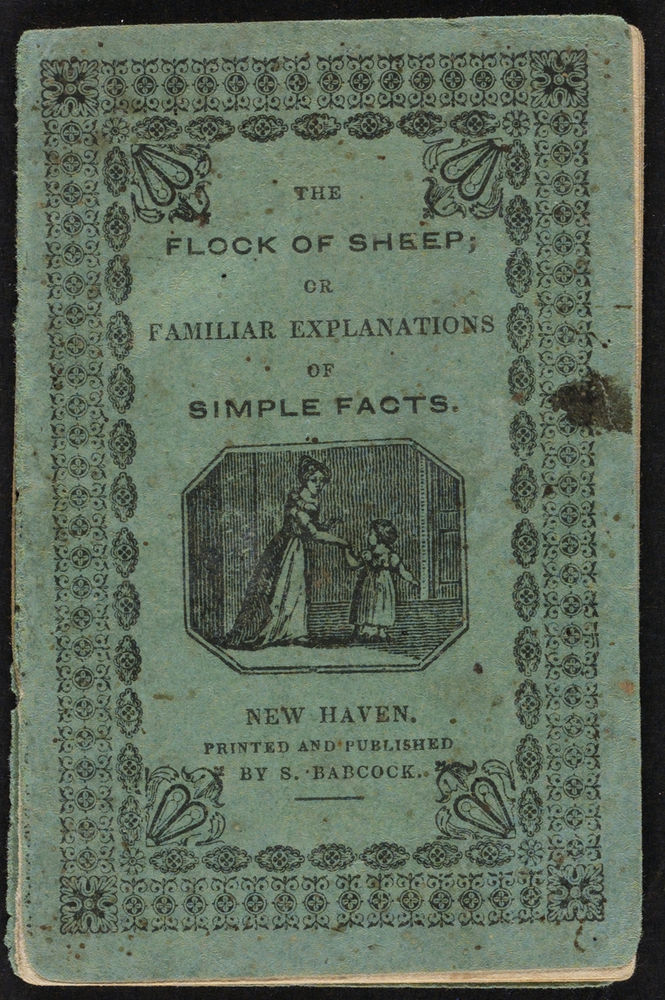 THE
FLOCK OF SHEEP;
OR
FAMILIAR EXPLANATIONS
OF
SIMPLE FACTS.
NEW HAVEN.
PRINTED AND PUBLISHED
BY S. BABCOCK.